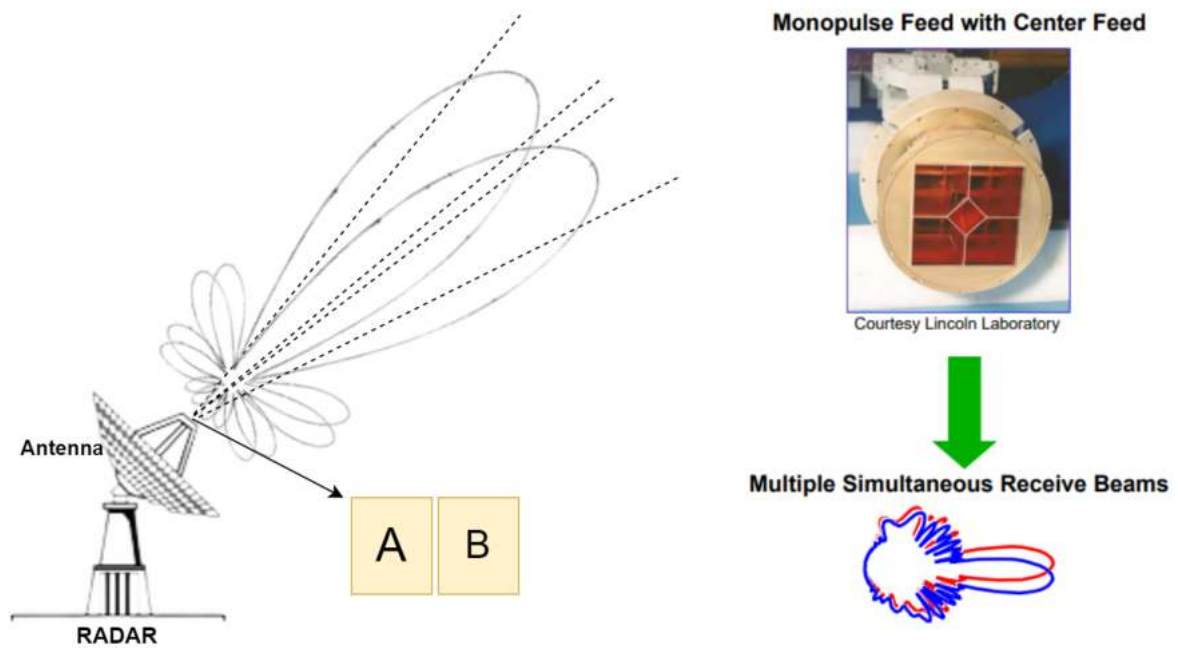 Antenna
RADAR
A
B
Monopulse Feed with Center Feed
Courtesy Lincoln Laboratory
Multiple Simultaneous Receive Beams